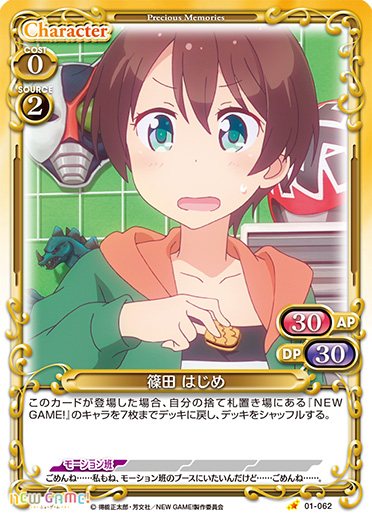 Precious Memories
Character
COST
0
SOURCE
2
30 AP
DP 30
篠田 はじめ
このカードが登場した場合、自分の捨て札置き場にある『NEW
GAME!』のキャラを7枚までデッキに戻し、デッキをシャッフルする。
モーション班
ごめんね……私もね、モーション班のブースにいたいんだけど……ごめんね……。
NEW GAME!
© 得能正太郎・芳文社／NEW GAME!製作委員会
01-062